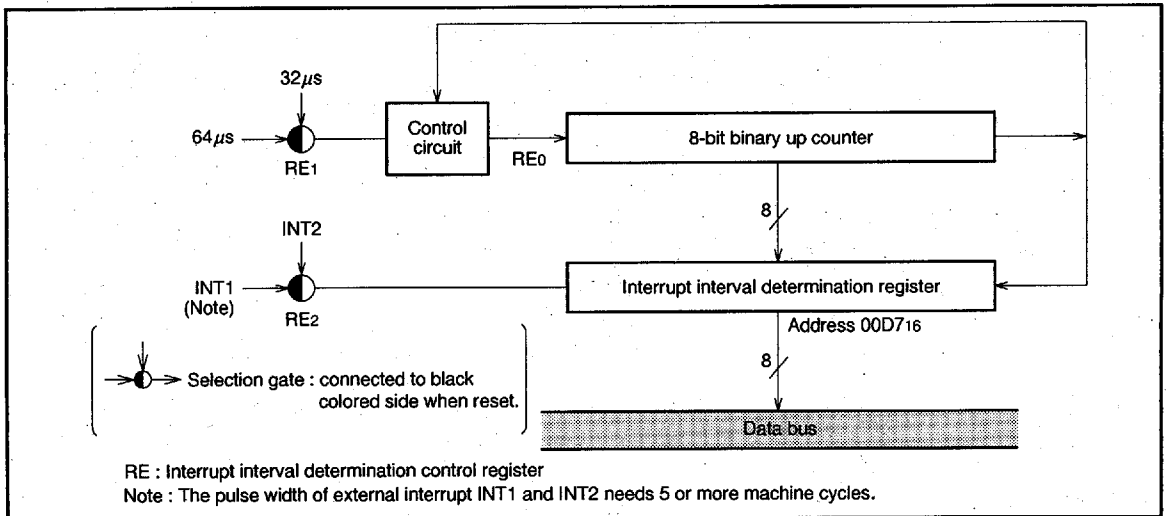 32μs
64μs
RE1
Control
circuit
RE0
8-bit binary up counter
8
INT2
INT1
(Note)
RE2
Interrupt interval determination register
Address 00D716
8
Selection gate : connected to black
colored side when reset.
Data bus
RE : Interrupt interval determination control register
Note : The pulse width of external interrupt INT1 and INT2 needs 5 or more machine cycles.